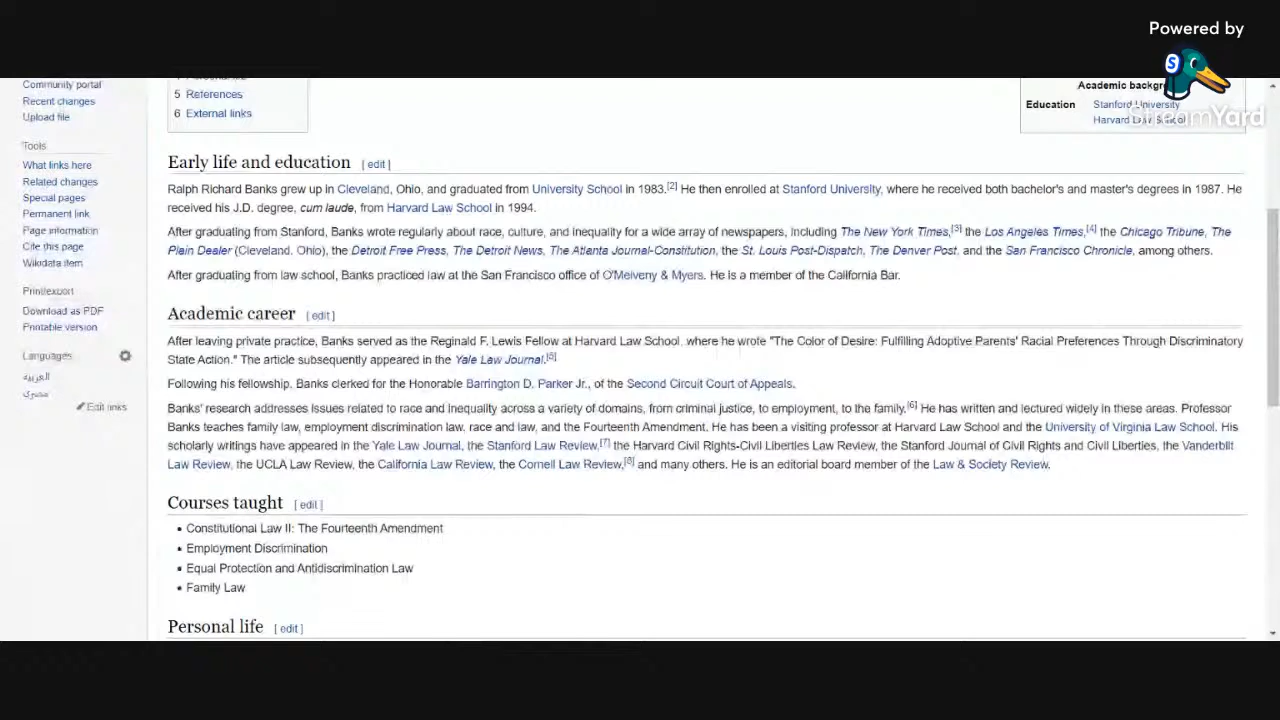 Powered by
StreamYard
Community portal
Recent changes
Upload file
Tools
What links here
Related changes
Special pages
Permanent link
Page information
Cite this page
Wikidata item
Print/export
Download as PDF
Printable version
Languages
العربية
مصرى
Edit links
5 References
6 External links
Academic
Education Stanford University
Harvard Law School
Early life and education [ edit ]
Ralph Richard Banks grew up in Cleveland, Ohio, and graduated from University School in 1983.[2] He then enrolled at Stanford University, where he received both bachelor's and master's degrees in 1987. He
received his J.D. degree, cum laude, from Harvard Law School in 1994.
After graduating from Stanford, Banks wrote regularly about race, culture, and inequality for a wide array of newspapers, including The New York Times,[3] the Los Angeles Times,[4] the Chicago Tribune, The
Plain Dealer (Cleveland, Ohio), the Detroit Free Press, The Detroit News, The Atlanta Journal-Constitution, the St. Louis Post-Dispatch, The Denver Post, and the San Francisco Chronicle, among others.
After graduating from law school, Banks practiced law at the San Francisco office of O'Melveny & Myers. He is a member of the California Bar.
Academic career [ edit ]
After leaving private practice, Banks served as the Reginald F. Lewis Fellow at Harvard Law School, where he wrote "The Color of Desire: Fulfilling Adoptive Parents' Racial Preferences Through Discriminatory
State Action." The article subsequently appeared in the Yale Law Journal.[5]
Following his fellowship, Banks clerked for the Honorable Barrington D. Parker Jr., of the Second Circuit Court of Appeals.
Banks' research addresses issues related to race and inequality across a variety of domains, from criminal justice, to employment, to the family.[6] He has written and lectured widely in these areas. Professor
Banks teaches family law, employment discrimination law, race and law, and the Fourteenth Amendment. He has been a visiting professor at Harvard Law School and the University of Virginia Law School. His
scholarly writings have appeared in the Yale Law Journal, the Stanford Law Review,[7] the Harvard Civil Rights-Civil Liberties Law Review, the Stanford Journal of Civil Rights and Civil Liberties, the Vanderbilt
Law Review, the UCLA Law Review, the California Law Review, the Cornell Law Review,[8] and many others. He is an editorial board member of the Law & Society Review.
Courses taught [ edit ]
• Constitutional Law II: The Fourteenth Amendment
• Employment Discrimination
• Equal Protection and Antidiscrimination Law
• Family Law
Personal life [ edit ]